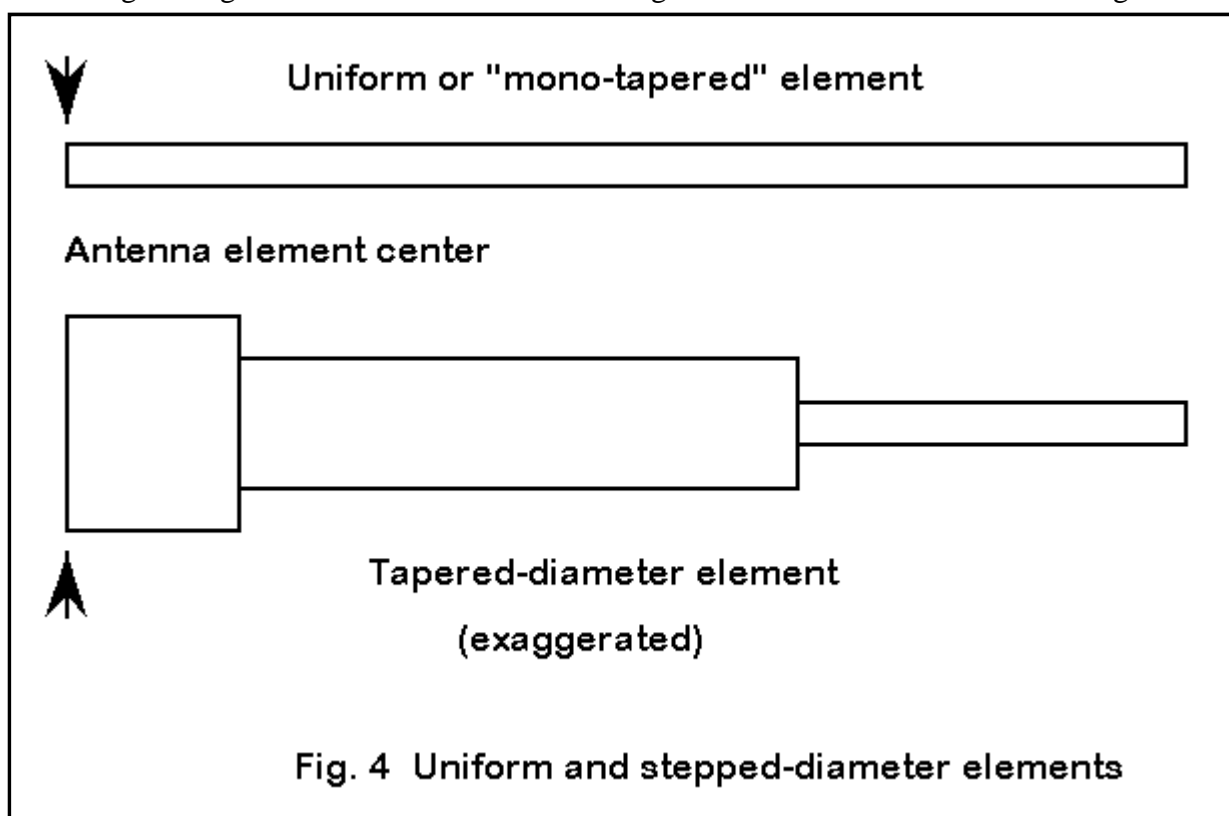 Uniform or "mono-tapered" element
Antenna element center
Tapered-diameter element
(exaggerated)
Fig. 4 Uniform and stepped-diameter elements